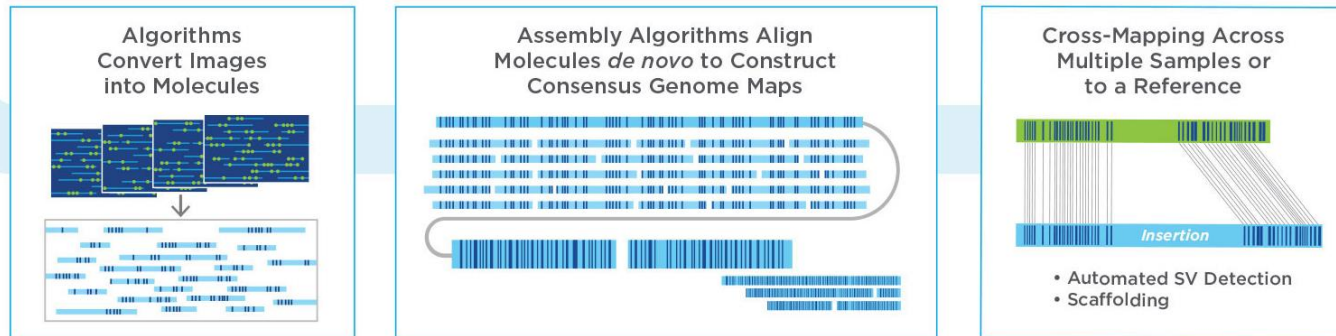 Algorithms
Convert Images
into Molecules
Assembly Algorithms Align
Molecules de novo to Construct
Consensus Genome Maps
Cross-Mapping Across
Multiple Samples or
to a Reference
Insertion
• Automated SV Detection
• Scaffolding